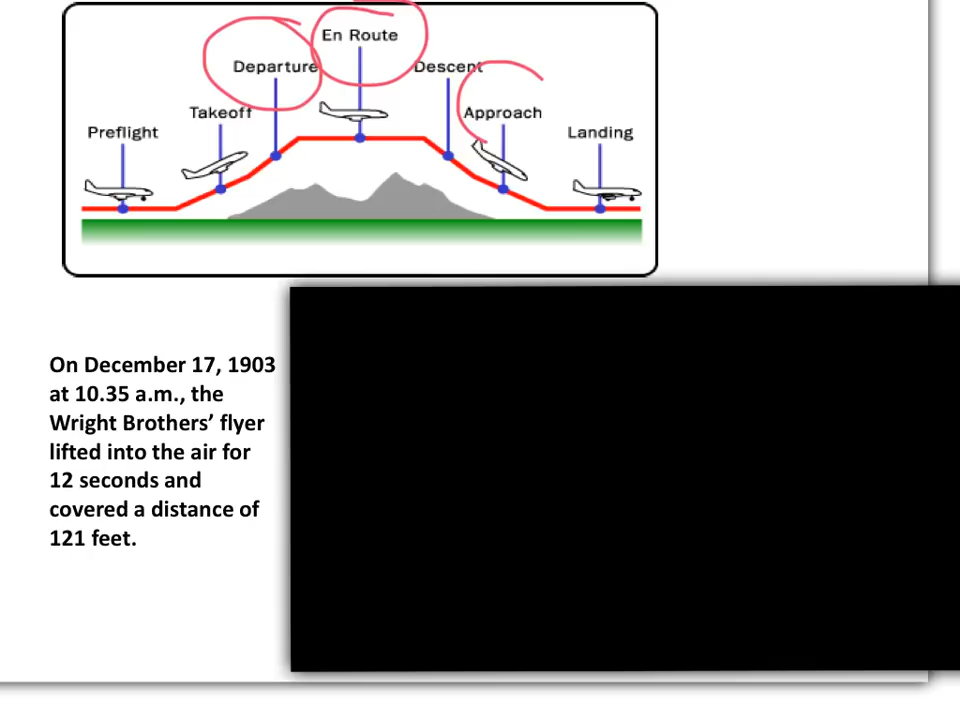 En Route
Departure
Descent
Takeoff
Approach
Preflight
Landing
On December 17, 1903
at 10.35 a.m., the
Wright Brothers’ flyer
lifted into the air for
12 seconds and
covered a distance of
121 feet.